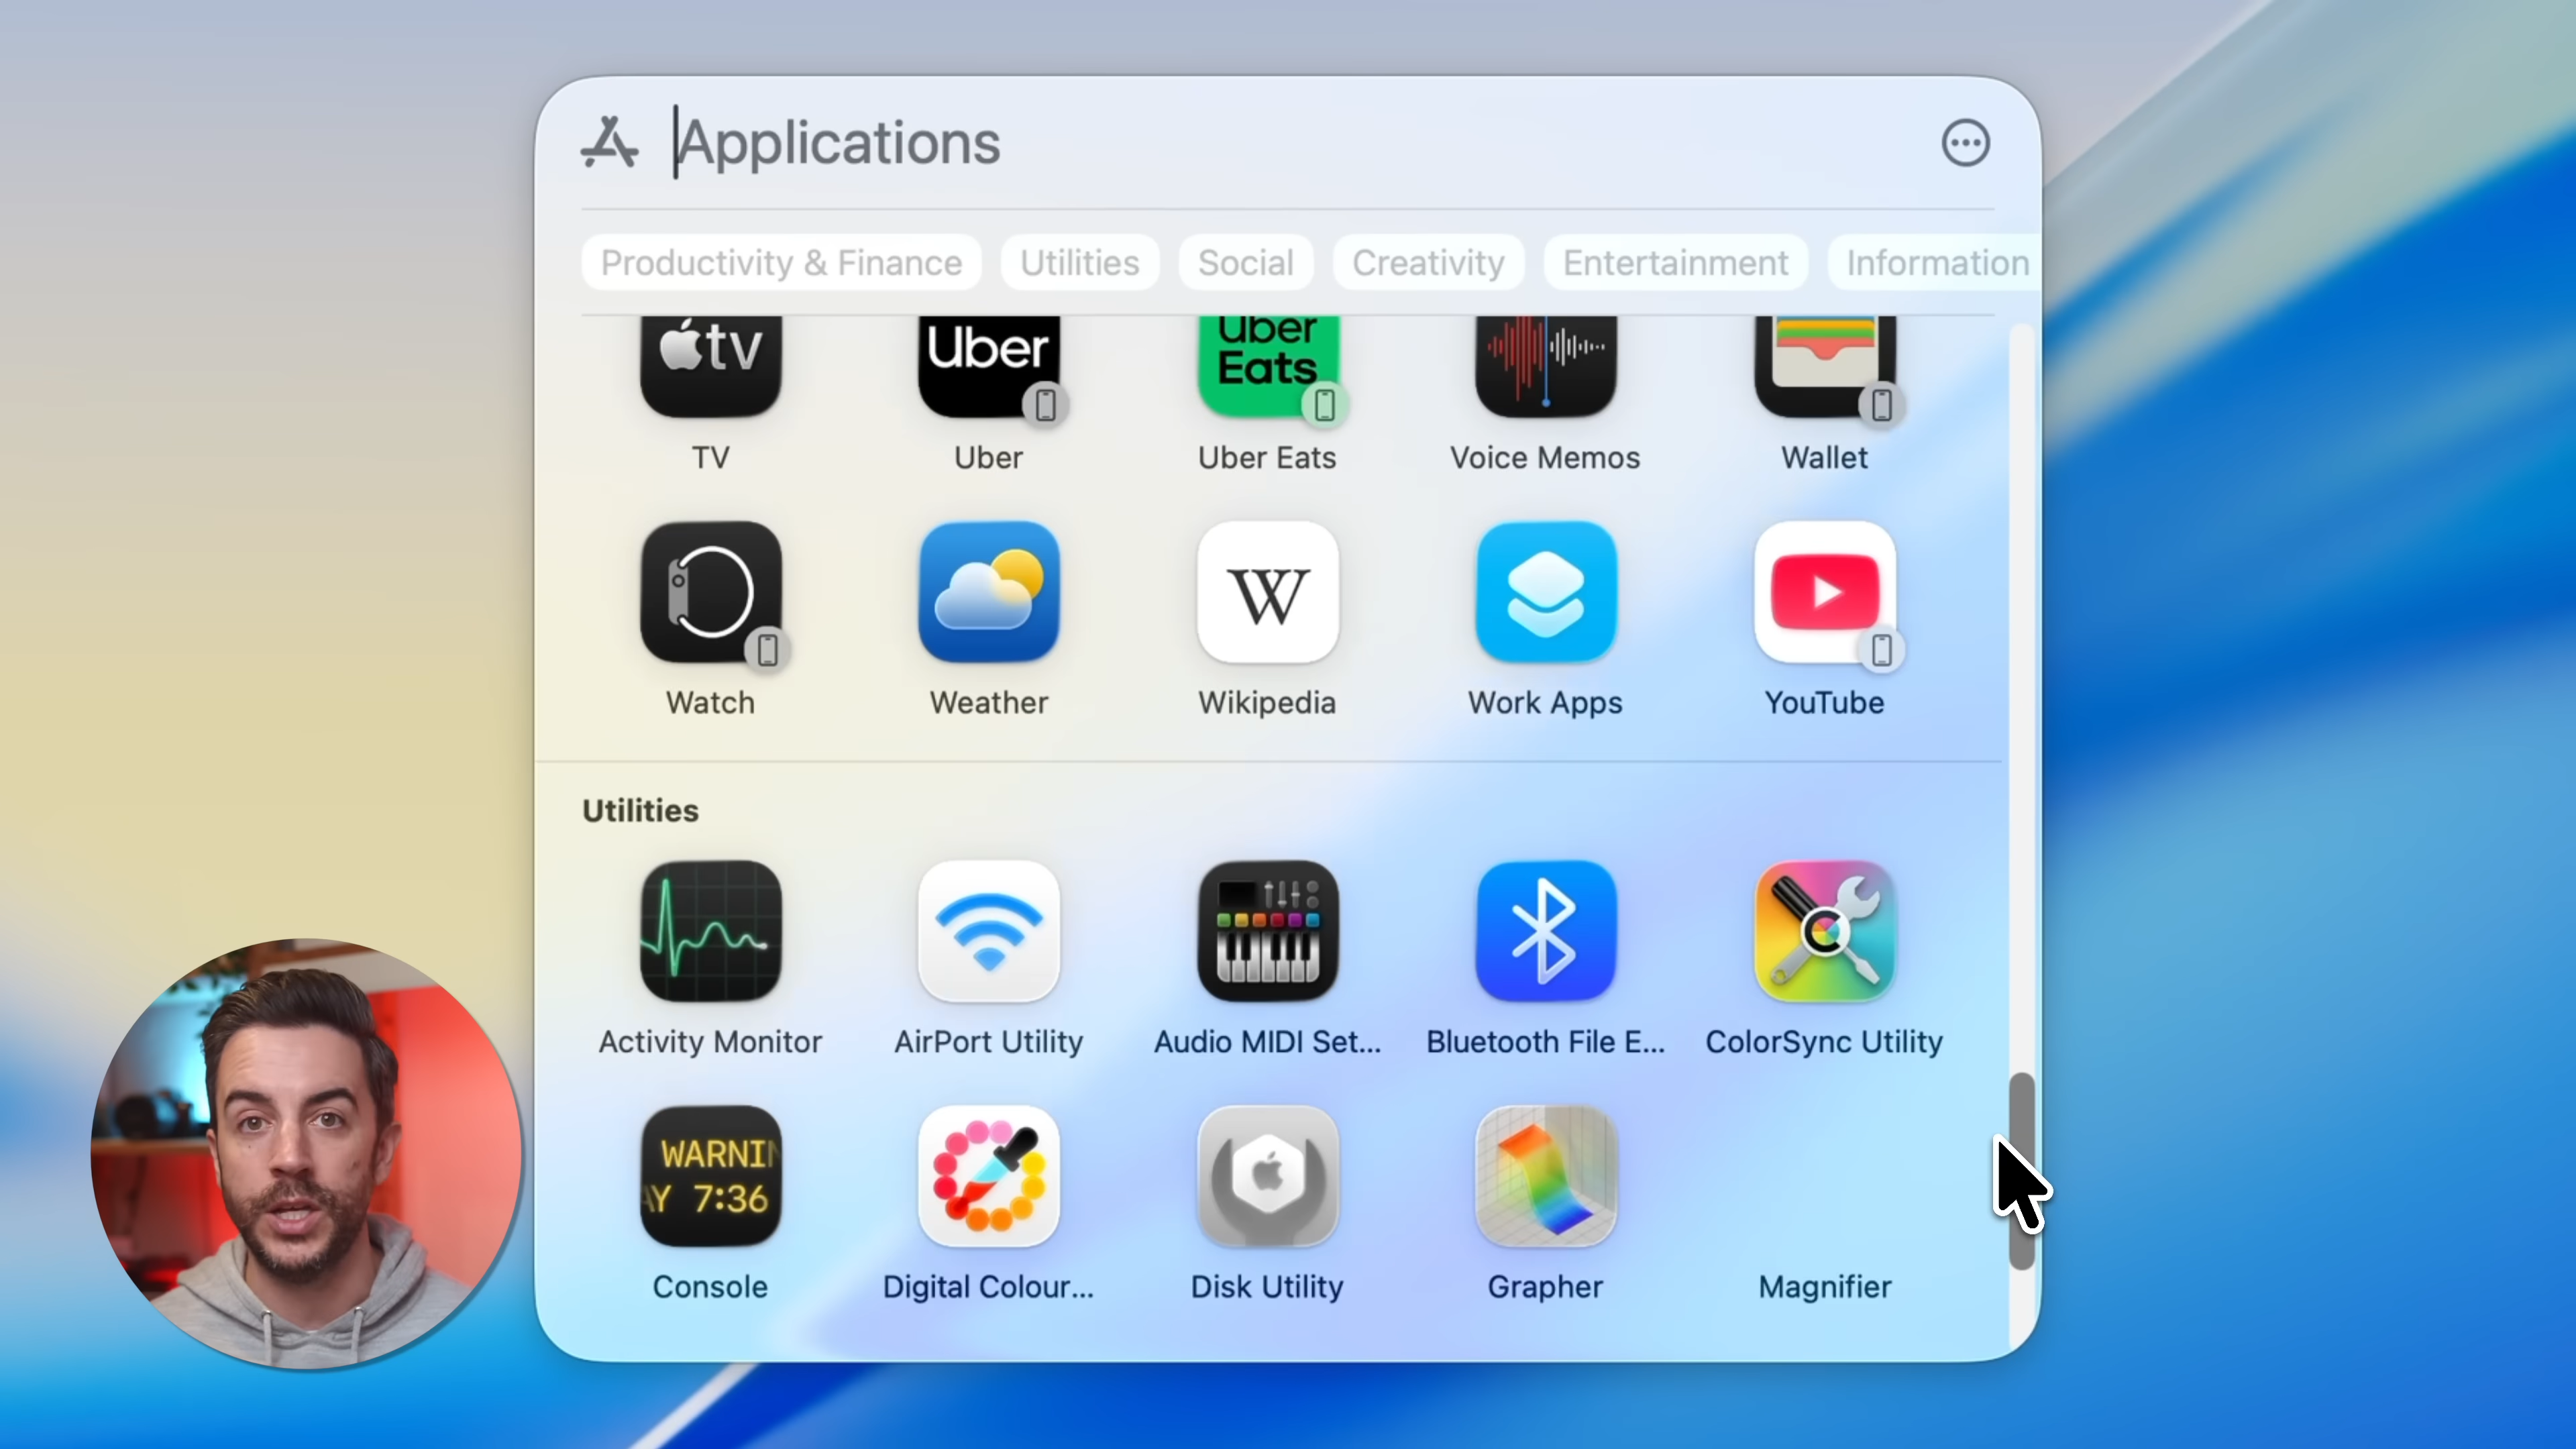 Applications
Productivity & Finance Utilities Social Creativity Entertainment Information
tv Uber Uber
Eats
TV Uber Uber Eats Voice Memos Wallet
W
Watch Weather Wikipedia Work Apps YouTube
Utilities
Activity Monitor AirPort Utility Audio MIDI Set... Bluetooth File E... ColorSync Utility
WARNIN
AY 7:36
Console Digital Colour... Disk Utility Grapher Magnifier